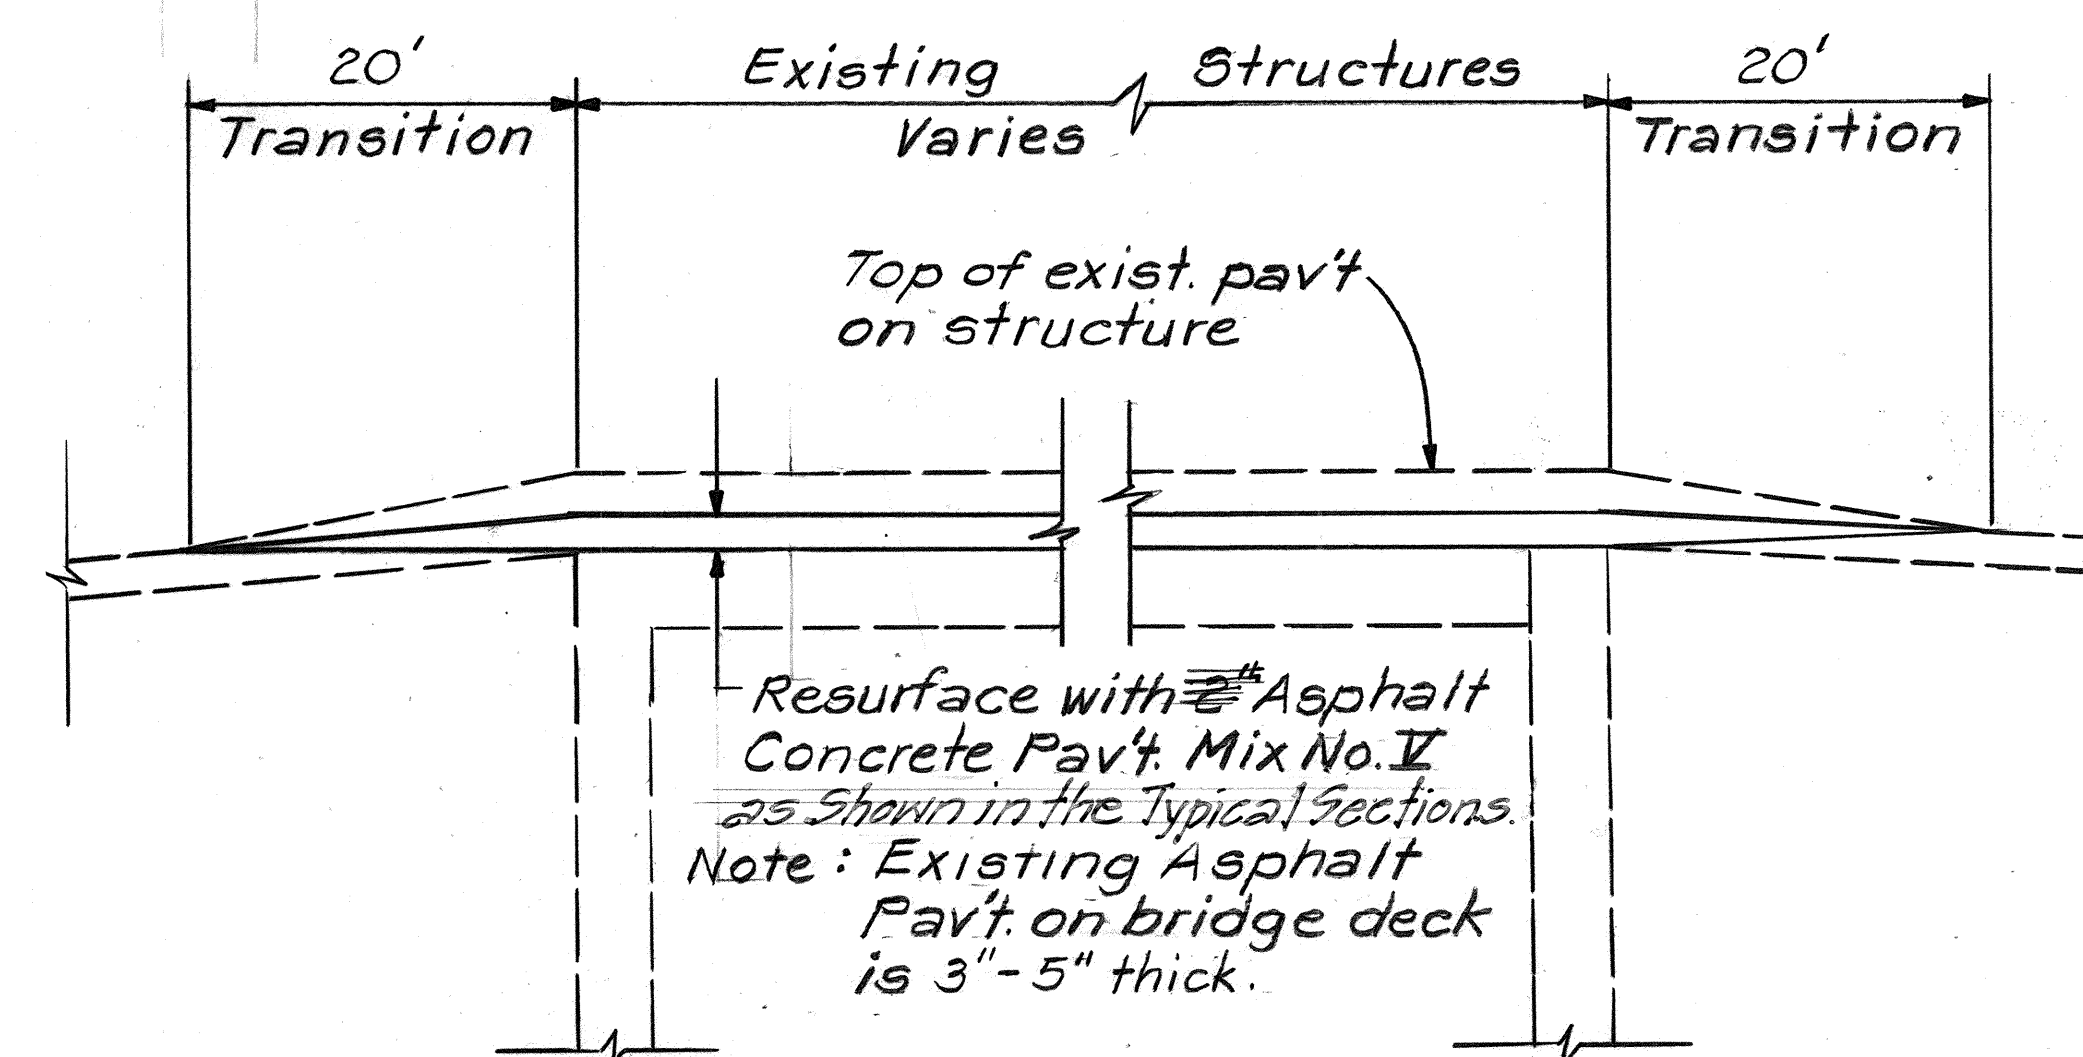 20'
Transition
Existing Structures
Varies
20'
Transition
Top of exist. pav't
on structure
Resurface with 2" Asphalt
Concrete Pav't. Mix No. V
as Shown in the Typical Sections.
Note : Existing Asphalt
Pav't. on bridge deck
is 3"-5" thick.